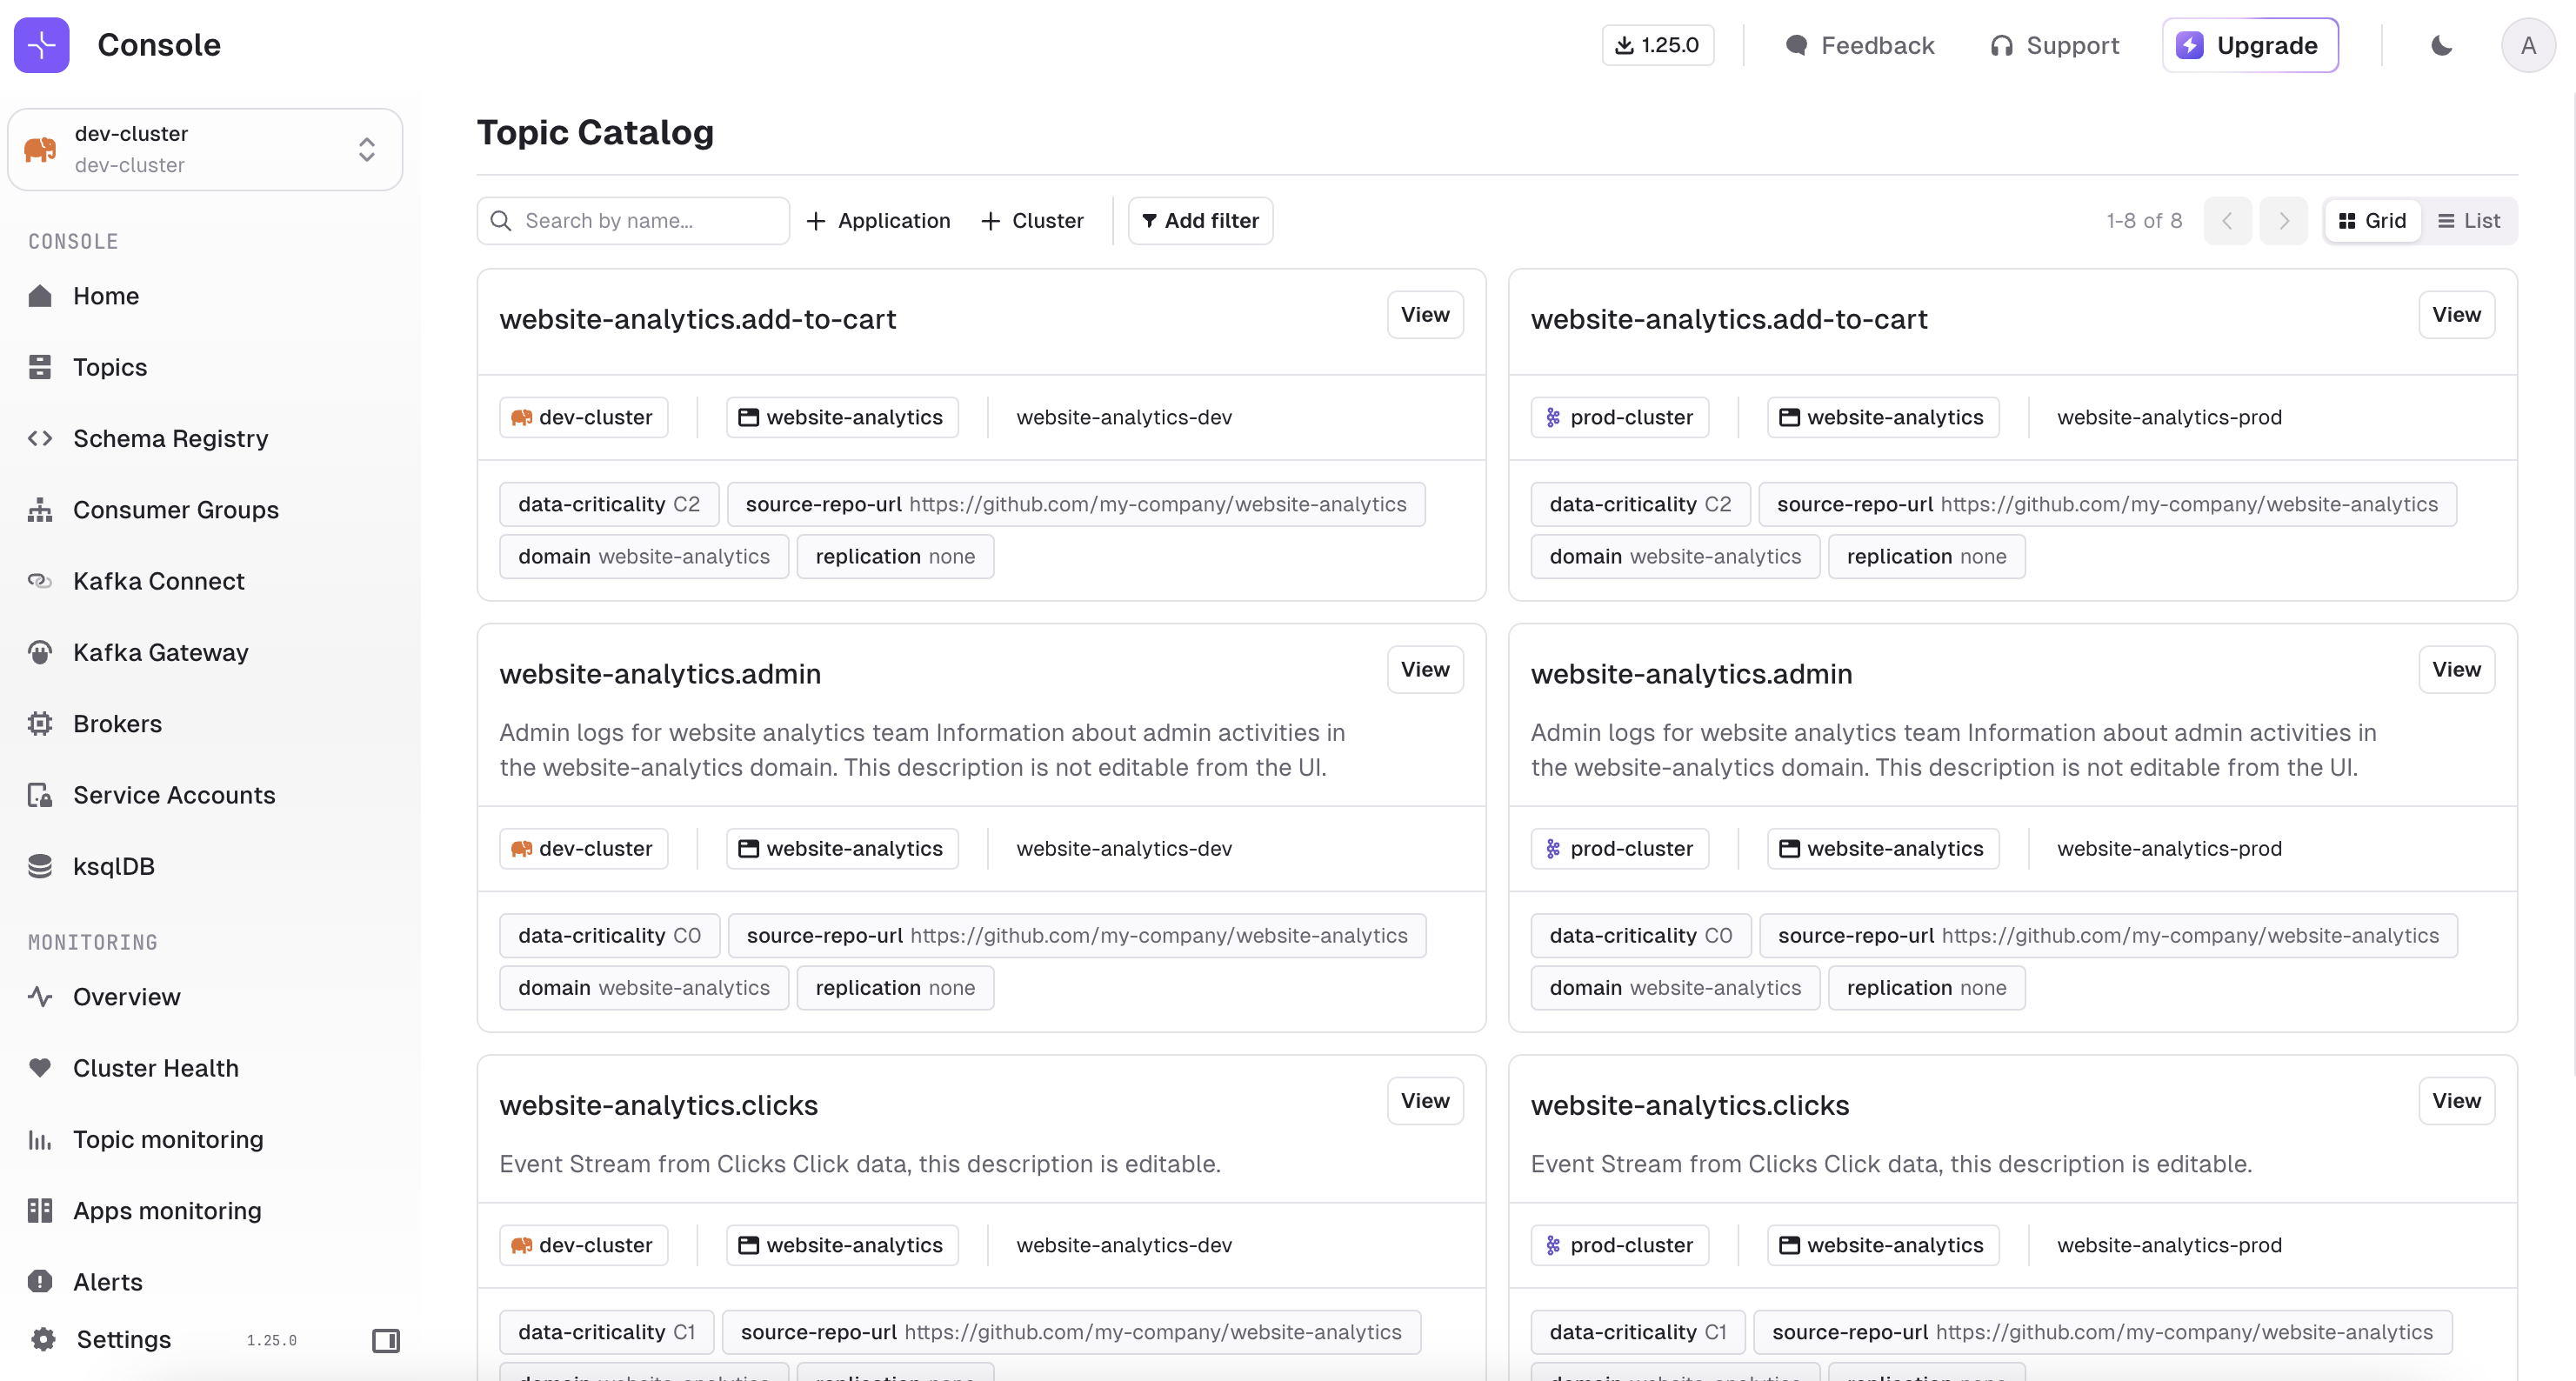 Console
1.25.0
Feedback
Support
Upgrade
A
dev-cluster
dev-cluster
CONSOLE
Home
Topics
Schema Registry
Consumer Groups
Kafka Connect
Kafka Gateway
Brokers
Service Accounts
ksqlDB
MONITORING
Overview
Cluster Health
Topic monitoring
Apps monitoring
Alerts
Settings 1.25.0
Topic Catalog
Search by name... Application Cluster Add filter 1-8 of 8 Grid List
website-analytics.add-to-cart View
dev-cluster website-analytics website-analytics-dev
data-criticality C2 source-repo-url https://github.com/my-company/website-analytics
domain website-analytics replication none
website-analytics.add-to-cart View
prod-cluster website-analytics website-analytics-prod
data-criticality C2 source-repo-url https://github.com/my-company/website-analytics
domain website-analytics replication none
website-analytics.admin View
Admin logs for website analytics team Information about admin activities in
the website-analytics domain. This description is not editable from the UI.
dev-cluster website-analytics website-analytics-dev
data-criticality C0 source-repo-url https://github.com/my-company/website-analytics
domain website-analytics replication none
website-analytics.admin View
Admin logs for website analytics team Information about admin activities in
the website-analytics domain. This description is not editable from the UI.
prod-cluster website-analytics website-analytics-prod
data-criticality C0 source-repo-url https://github.com/my-company/website-analytics
domain website-analytics replication none
website-analytics.clicks View
Event Stream from Clicks Click data, this description is editable.
dev-cluster website-analytics website-analytics-dev
data-criticality C1 source-repo-url https://github.com/my-company/website-analytics
domain website-analytics replication none
website-analytics.clicks View
Event Stream from Clicks Click data, this description is editable.
prod-cluster website-analytics website-analytics-prod
data-criticality C1 source-repo-url https://github.com/my-company/website-analytics
domain website-analytics replication none